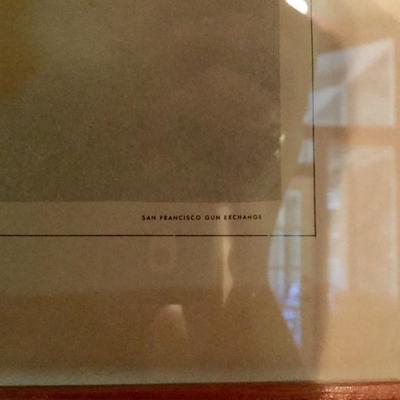 SAN FRANCISCO GUN EXCHANGE